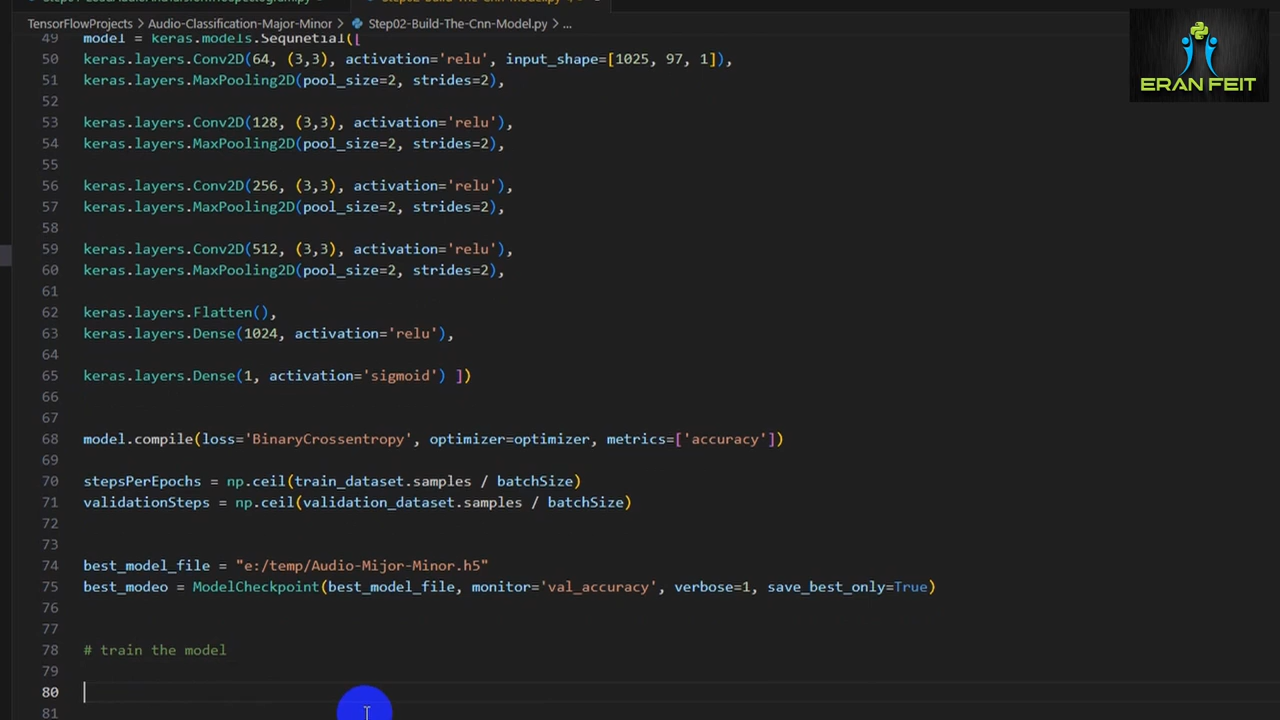 TensorFlowProjects > Audio-Classification-Major-Minor > Step02-Build-The-Cnn-Model.py > ...
ERAN FEIT
49 model = keras.models.Sequnetial([
50 keras.layers.Conv2D(64, (3,3), activation='relu', input_shape=[1025, 97, 1]),
51 keras.layers.MaxPooling2D(pool_size=2, strides=2),
52
53 keras.layers.Conv2D(128, (3,3), activation='relu'),
54 keras.layers.MaxPooling2D(pool_size=2, strides=2),
55
56 keras.layers.Conv2D(256, (3,3), activation='relu'),
57 keras.layers.MaxPooling2D(pool_size=2, strides=2),
58
59 keras.layers.Conv2D(512, (3,3), activation='relu'),
60 keras.layers.MaxPooling2D(pool_size=2, strides=2),
61
62 keras.layers.Flatten(),
63 keras.layers.Dense(1024, activation='relu'),
64
65 keras.layers.Dense(1, activation='sigmoid') ])
66
67
68 model.compile(loss='BinaryCrossentropy', optimizer=optimizer, metrics=['accuracy'])
69
70 stepsPerEpochs = np.ceil(train_dataset.samples / batchSize)
71 validationSteps = np.ceil(validation_dataset.samples / batchSize)
72
73
74 best_model_file = "e:/temp/Audio-Mijor-Minor.h5"
75 best_modeo = ModelCheckpoint(best_model_file, monitor='val_accuracy', verbose=1, save_best_only=True)
76
77
78 # train the model
79
80
81